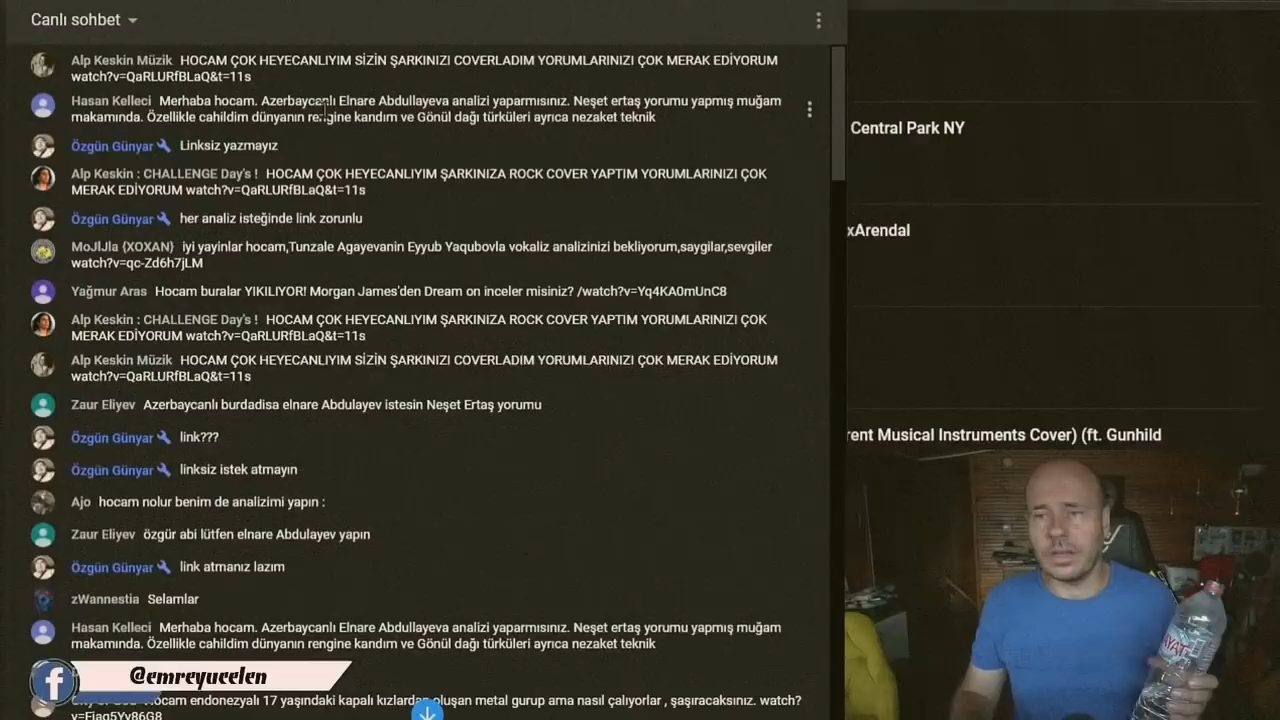 Canlı sohbet
Alp Keskin Müzik HOCAM ÇOK HEYECANLIYIM SİZİN ŞARKINIZI COVERLADIM YORUMLARINIZI ÇOK MERAK EDİYORUM
watch?v=QaRLURfBLaQ&t=11s
Hasan Kelleci Merhaba hocam. Azerbaycanlı Elnare Abdullayeva analizi yaparmısınız. Neşet ertaş yorumu yapmış muğam
makamında. Özellikle cahildim dünyanın rengine kandım ve Gönül dağı türküleri ayrıca nezaket teknik
Central Park NY
Özgün Günyar Linksiz yazmayız
Alp Keskin : CHALLENGE Day's ! HOCAM ÇOK HEYECANLIYIM ŞARKINIZA ROCK COVER YAPTIM YORUMLARINIZI ÇOK
MERAK EDİYORUM watch?v=QaRLURfBLaQ&t=11s
Özgün Günyar her analiz isteğinde link zorunlu
xArendal
MoJlJla {XOXAN} iyi yayinlar hocam,Tunzale Agayevanin Eyyub Yaqubovla vokaliz analizinizi bekliyorum,saygilar,sevgiler
watch?v=qc-Zd6h7jLM
Yağmur Aras Hocam buralar YIKILIYOR! Morgan James'den Dream on inceler misiniz? /watch?v=Yq4KA0mUnC8
Alp Keskin : CHALLENGE Day's ! HOCAM ÇOK HEYECANLIYIM ŞARKINIZA ROCK COVER YAPTIM YORUMLARINIZI ÇOK
MERAK EDİYORUM watch?v=QaRLURfBLaQ&t=11s
Alp Keskin Müzik HOCAM ÇOK HEYECANLIYIM SİZİN ŞARKINIZI COVERLADIM YORUMLARINIZI ÇOK MERAK EDİYORUM
watch?v=QaRLURfBLaQ&t=11s
Zaur Eliyev Azerbaycanlı burdadisa elnare Abdulayev istesin Neşet Ertaş yorumu
Özgün Günyar link???
rent Musical Instruments Cover) (ft. Gunhild
Özgün Günyar linksiz istek atmayın
Ajo hocam nolur benim de analizimi yapın :
Zaur Eliyev özgür abi lütfen elnare Abdulayev yapın
Özgün Günyar link atmanız lazım
zWannestia Selamlar
Hasan Kelleci Merhaba hocam. Azerbaycanlı Elnare Abdullayeva analizi yaparmısınız. Neşet ertaş yorumu yapmış muğam
makamında. Özellikle cahildim dünyanın rengine kandım ve Gönül dağı türküleri ayrıca nezaket teknik
f @emreyucelen
Hocam endonezyalı 17 yaşındaki kapalı kızlardan oluşan metal gurup ama nasıl çalıyorlar , şaşıracaksınız. watch?